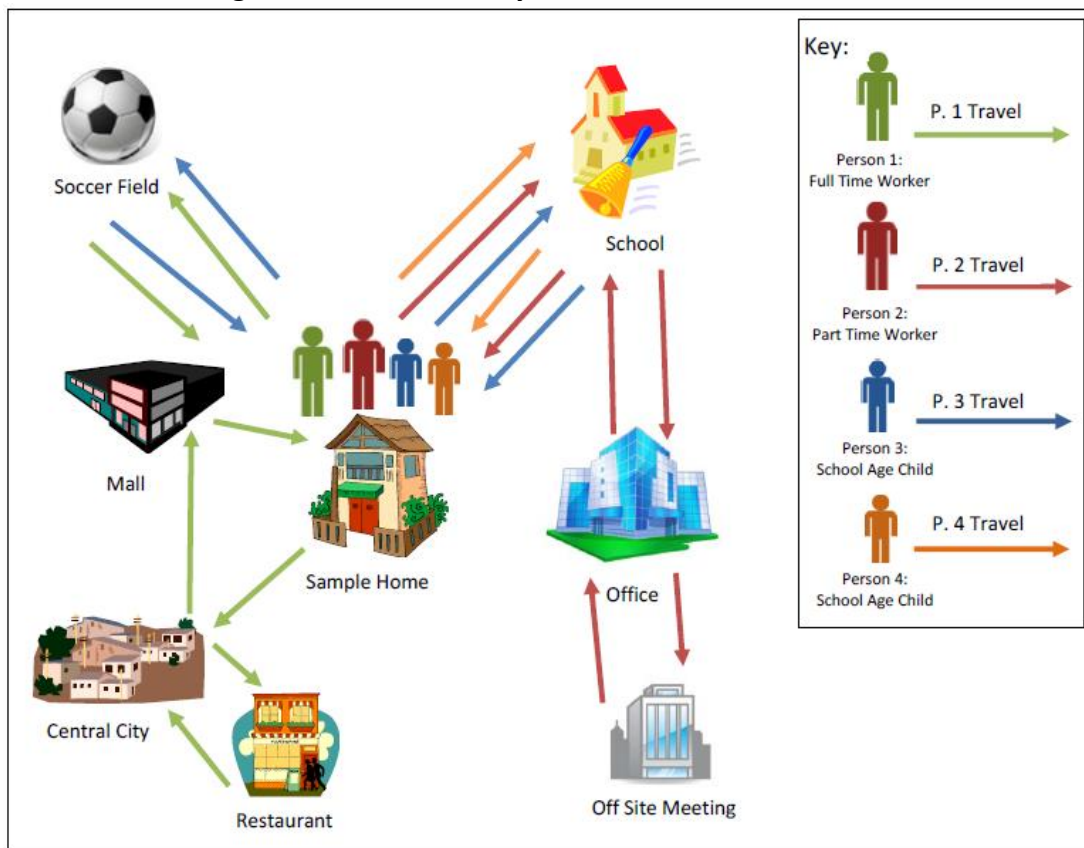 Soccer Field
School
Mall
Sample Home
Office
Central City
Restaurant
Off Site Meeting
Key:
P. 1 Travel
Person 1:
Full Time Worker
P. 2 Travel
Person 2:
Part Time Worker
P. 3 Travel
Person 3:
School Age Child
P. 4 Travel
Person 4:
School Age Child